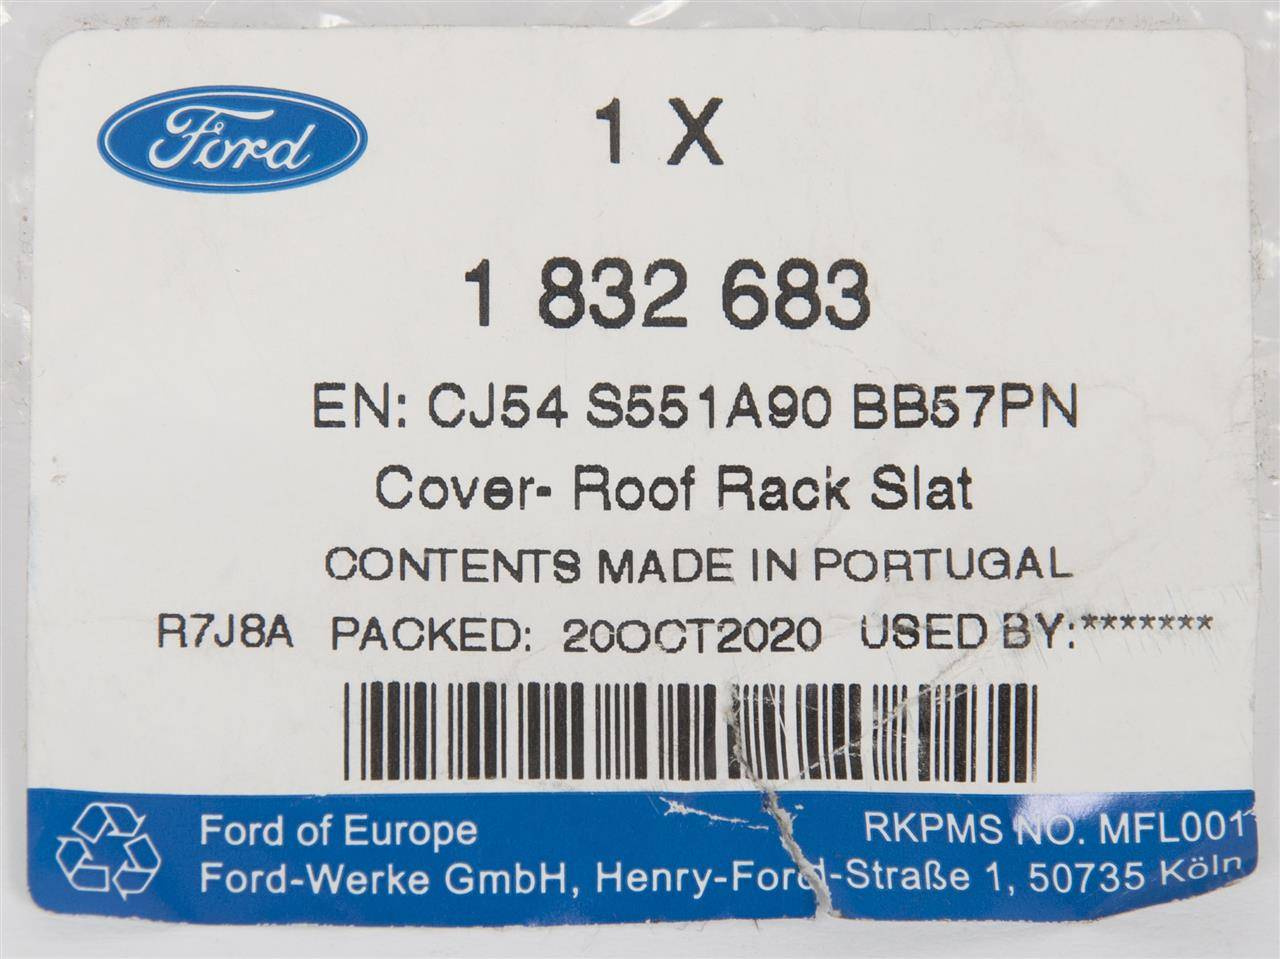 Ford
1 X
1 832 683
EN: CJ54 S551A90 BB57PN
Cover- Roof Rack Slat
CONTENTS MADE IN PORTUGAL
R7J8A PACKED: 20OCT2020 USED BY:*******
Ford of Europe RKPMS NO. MFL001
Ford-Werke GmbH, Henry-Ford-Straße 1, 50735 Köln